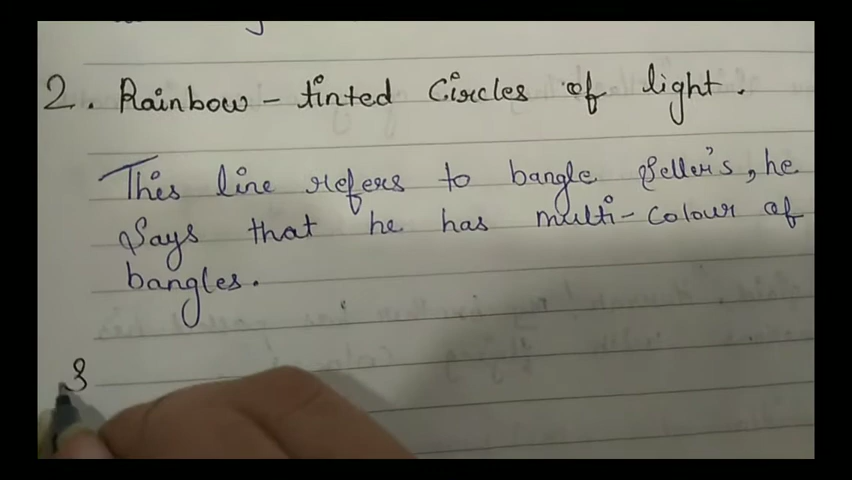 2. Rainbow - tinted Circles of light.
This line refers to bangle Seller's, he
Says that he has multi-colour of
bangles.
3